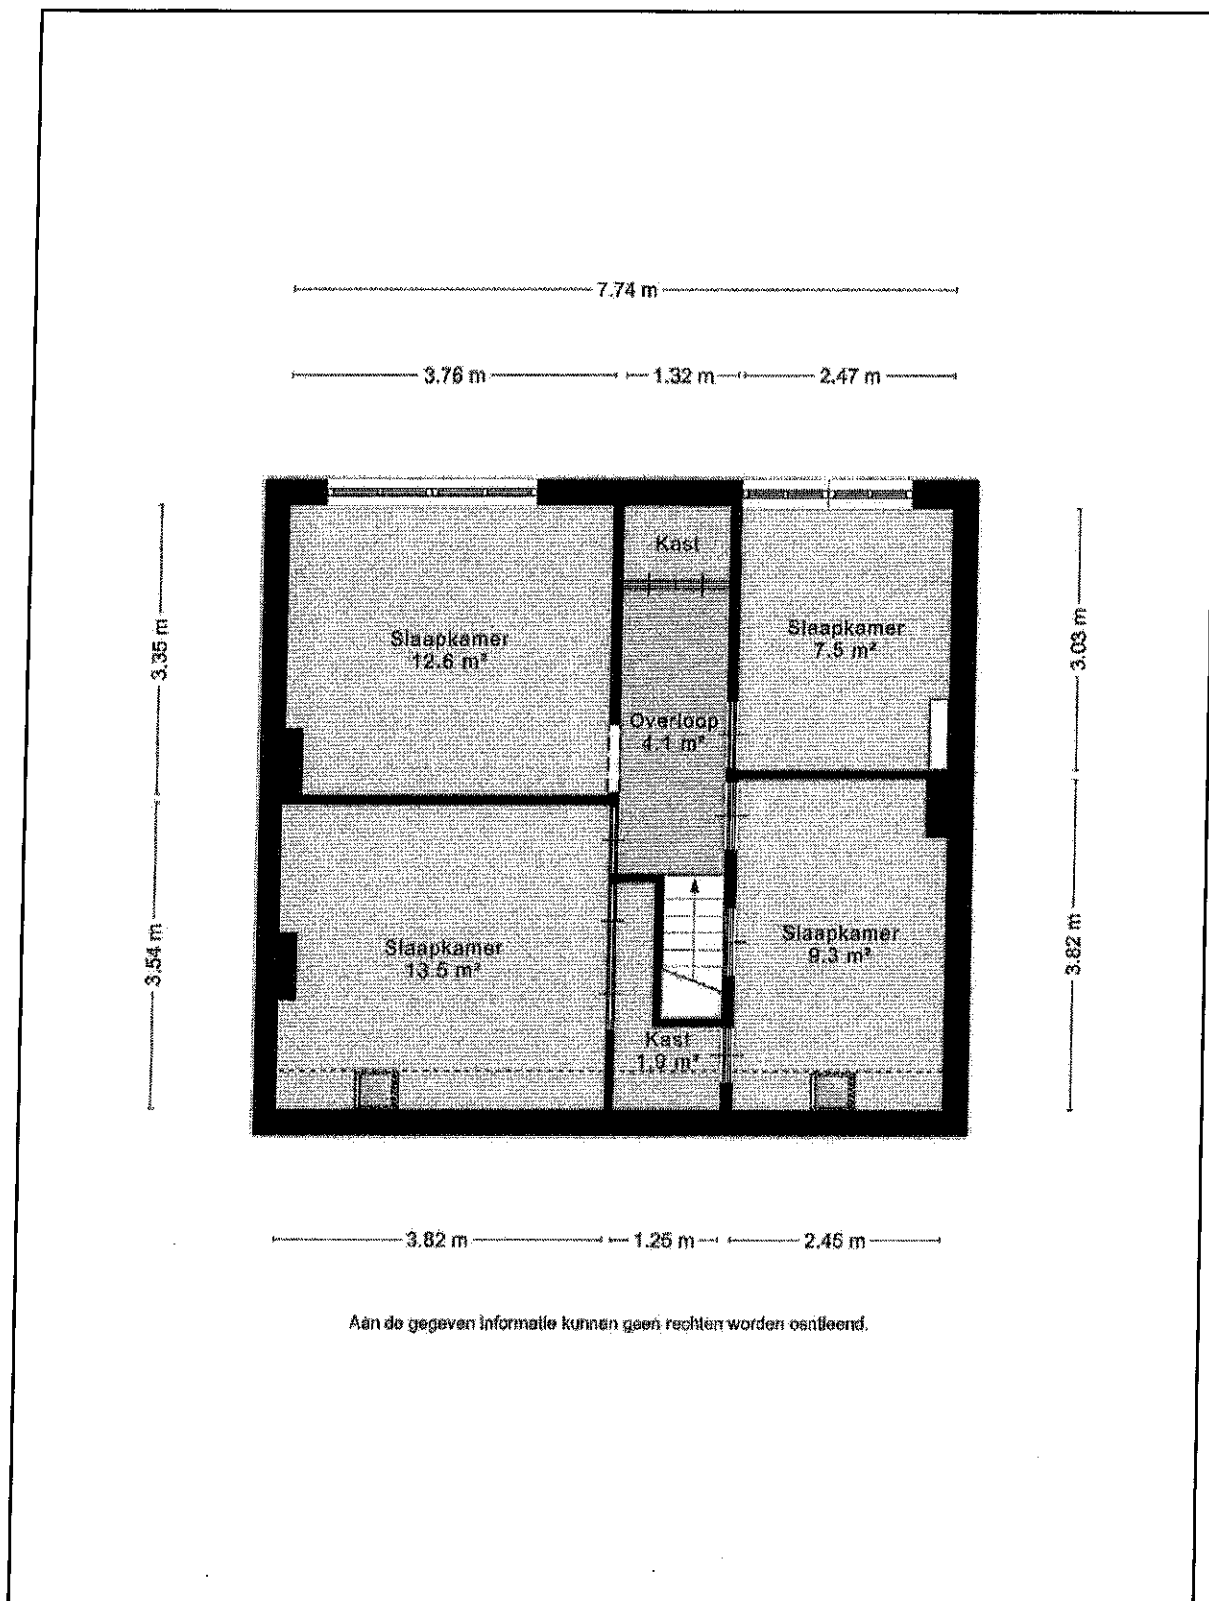 7.74 m
3.76 m
1.32 m
2.47 m
Kast
Slaapkamer
7.5 m²
Slaapkamer
12.6 m²
3.35 m
3.03 m
Overloop
4.1 m²
Slaapkamer
9.3 m²
Slaapkamer
13.5 m²
3.54 m
3.82 m
Kast
1.9 m²
3.82 m
1.25 m
2.45 m
Aan de gegeven informatie kunnen geen rechten worden ontleend.